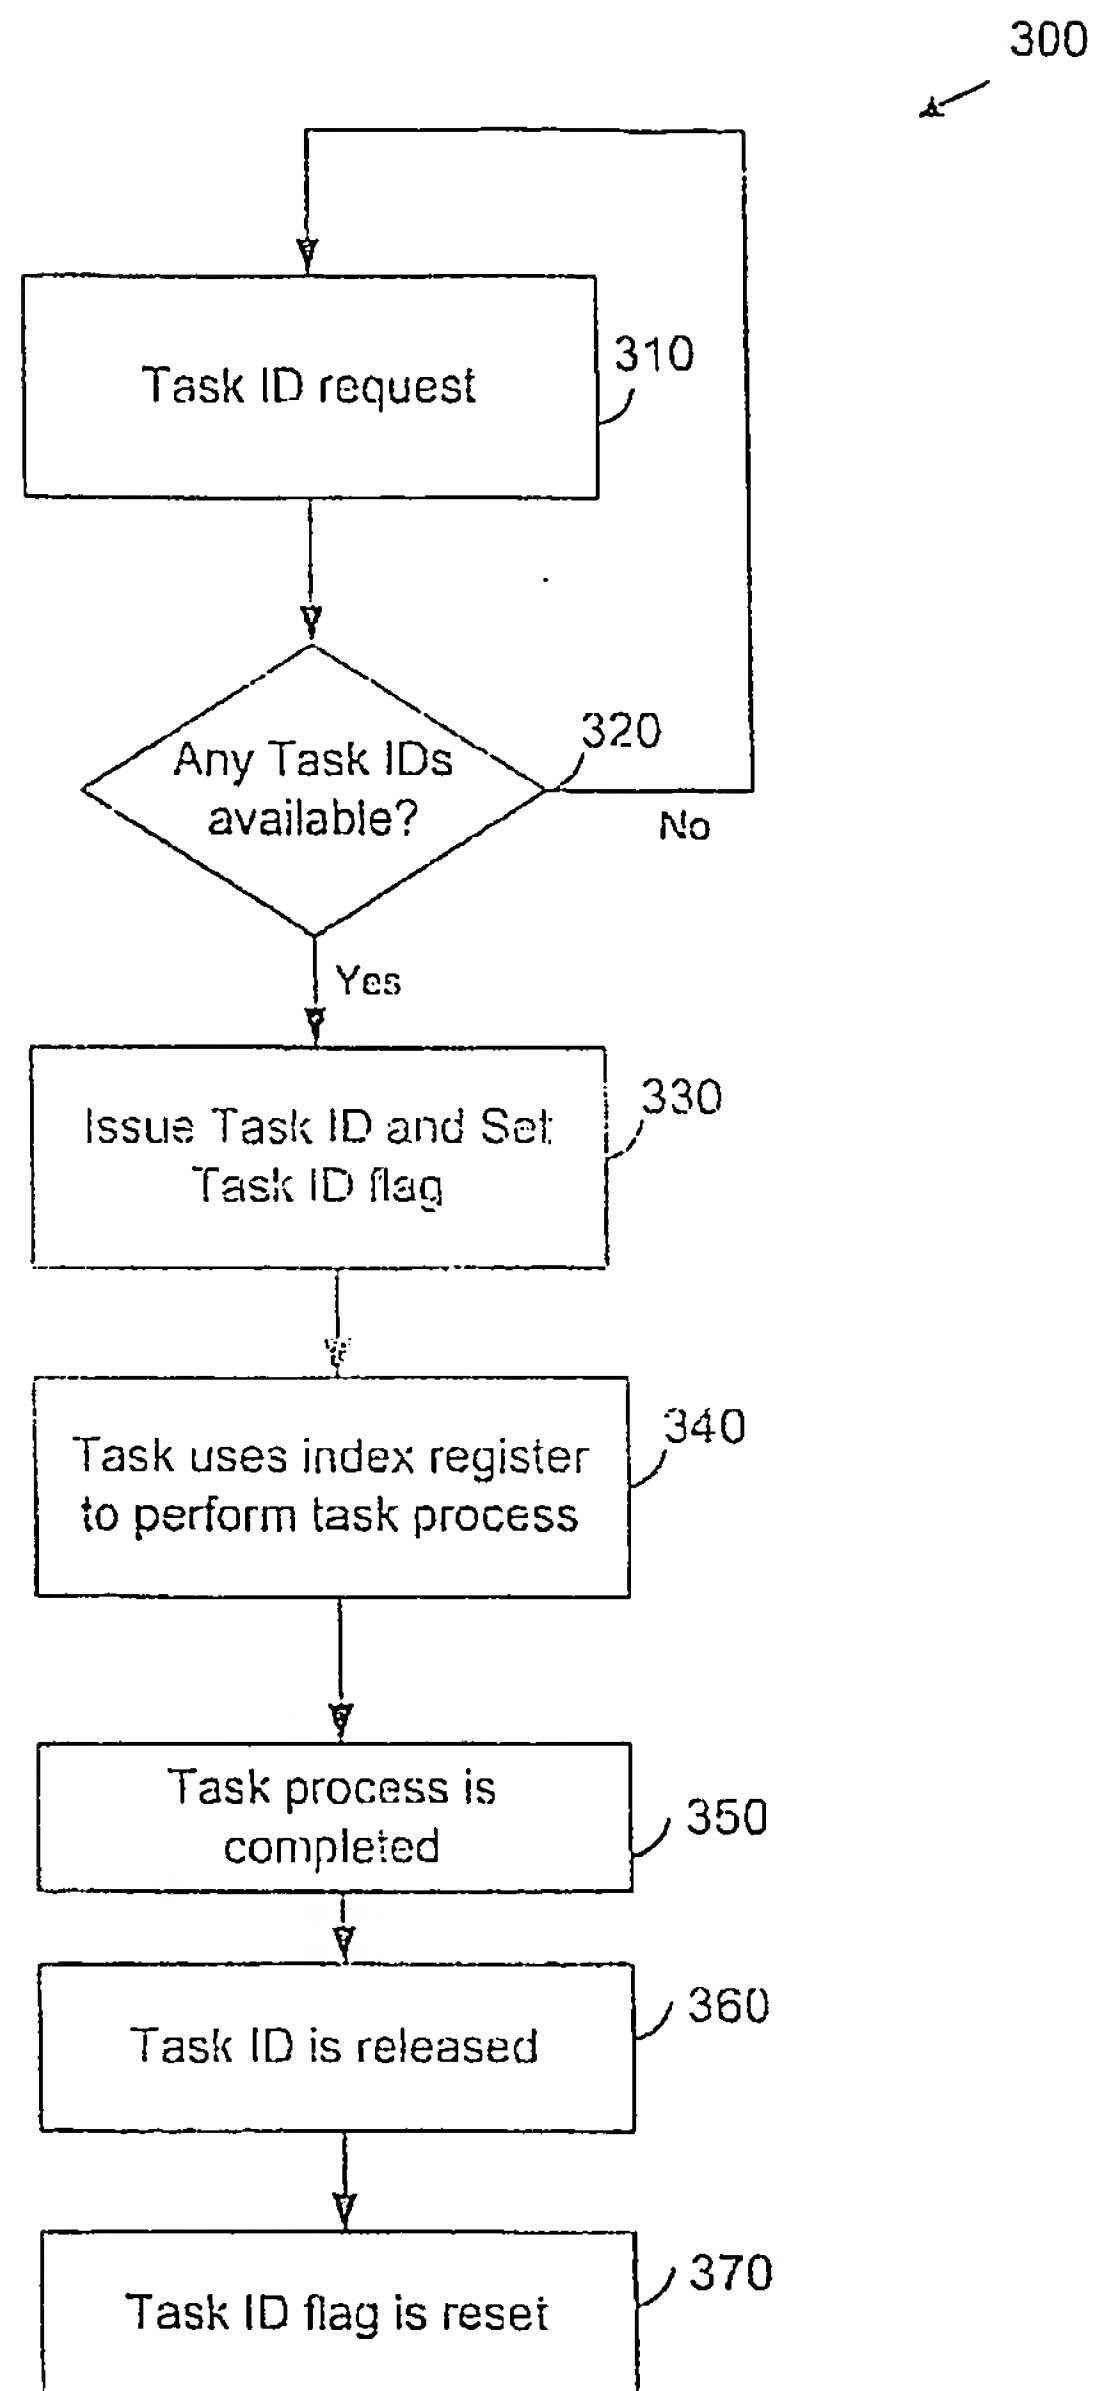 300
Task ID request
310
Any Task IDs
available?
320
No
Yes
Issue Task ID and Set
Task ID flag
330
Task uses index register
to perform task process
340
Task process is
completed
350
Task ID is released
360
Task ID flag is reset
370